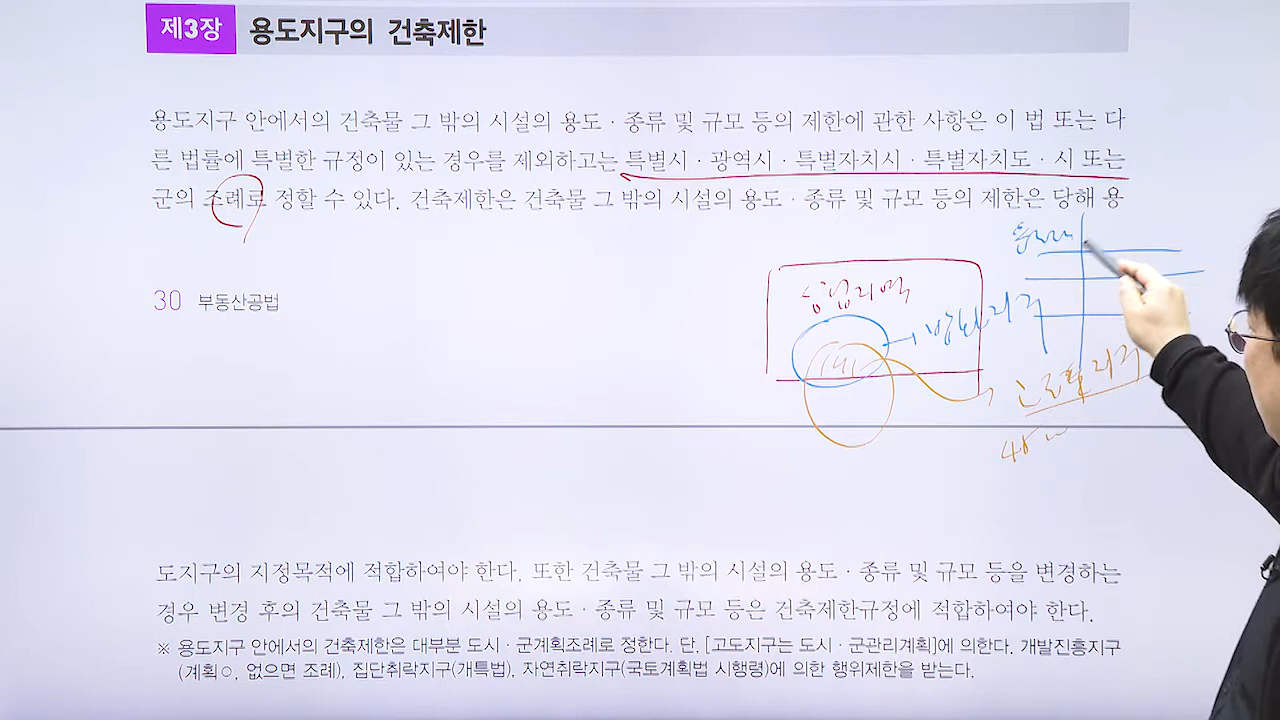 제3장 용도지구의 건축제한
용도지구 안에서의 건축물 그 밖의 시설의 용도 · 종류 및 규모 등의 제한에 관한 사항은 이 법 또는 다
른 법률에 특별한 규정이 있는 경우를 제외하고는 특별시 · 광역시 · 특별자치시 · 특별자치도 · 시 또는
군의 조례로 정할 수 있다. 건축제한은 건축물 그 밖의 시설의 용도 · 종류 및 규모 등의 제한은 당해 용
상업지역
30 부동산공법
도지구의 지정목적에 적합하여야 한다. 또한 건축물 그 밖의 시설의 용도 · 종류 및 규모 등을 변경하는
경우 변경 후의 건축물 그 밖의 시설의 용도 · 종류 및 규모 등은 건축제한규정에 적합하여야 한다.
※ 용도지구 안에서의 건축제한은 대부분 도시 · 군계획조례로 정한다. 단, [고도지구는 도시 · 군관리계획]에 의한다. 개발진흥지구
(계획○, 없으면 조례), 집단취락지구(개특법), 자연취락지구(국토계획법 시행령)에 의한 행위제한을 받는다.